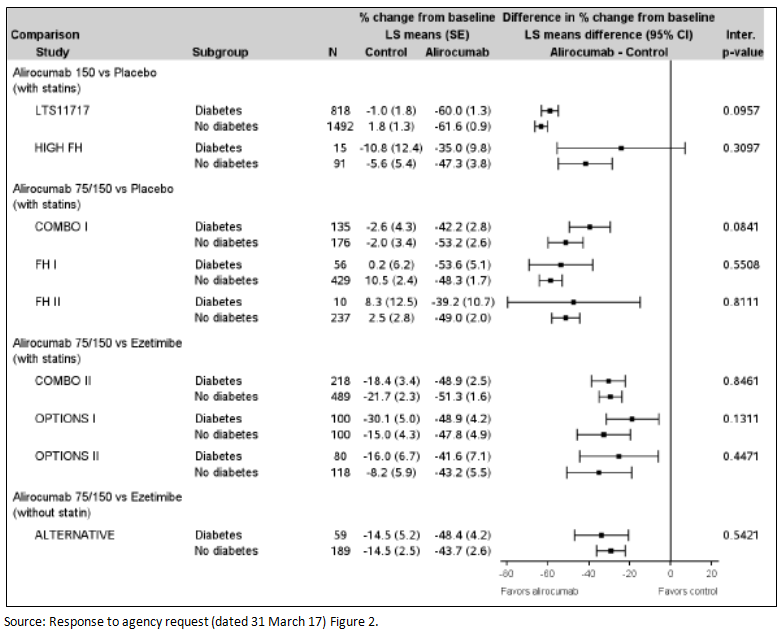 % change from baseline Difference in % change from baseline
Comparison LS means (SE) LS means difference (95% CI) Inter.
Study Subgroup N Control Alirocumab Alirocumab - Control p-value
Alirocumab 150 vs Placebo
(with statins)
LTS11717 Diabetes 818 -1.0 (1.8) -60.0 (1.3) 0.0957
No diabetes 1492 1.8 (1.3) -61.6 (0.9)
HIGH FH Diabetes 15 -10.8 (12.4) -35.0 (9.8) 0.3097
No diabetes 91 -5.6 (5.4) -47.3 (3.8)
Alirocumab 75/150 vs Placebo
(with statins)
COMBO I Diabetes 135 -2.6 (4.3) -42.2 (2.8) 0.0841
No diabetes 176 -2.0 (3.4) -53.2 (2.6)
FH I Diabetes 56 0.2 (6.2) -53.6 (5.1) 0.5508
No diabetes 429 10.5 (2.4) -48.3 (1.7)
FH II Diabetes 10 8.3 (12.5) -39.2 (10.7) 0.8111
No diabetes 237 2.5 (2.8) -49.0 (2.0)
Alirocumab 75/150 vs Ezetimibe
(with statins)
COMBO II Diabetes 218 -18.4 (3.4) -48.9 (2.5) 0.8461
No diabetes 489 -21.7 (2.3) -51.3 (1.6)
OPTIONS I Diabetes 100 -30.1 (5.0) -48.9 (4.2) 0.1311
No diabetes 100 -15.0 (4.3) -47.8 (4.9)
OPTIONS II Diabetes 80 -16.0 (6.7) -41.6 (7.1) 0.4471
No diabetes 118 -8.2 (5.9) -43.2 (5.5)
Alirocumab 75/150 vs Ezetimibe
(without statin)
ALTERNATIVE Diabetes 59 -14.5 (5.2) -48.4 (4.2) 0.5421
No diabetes 189 -14.5 (2.5) -43.7 (2.6)
-80 -60 -40 -20 0 20
Favors alirocumab Favors control
Source: Response to agency request (dated 31 March 17) Figure 2.